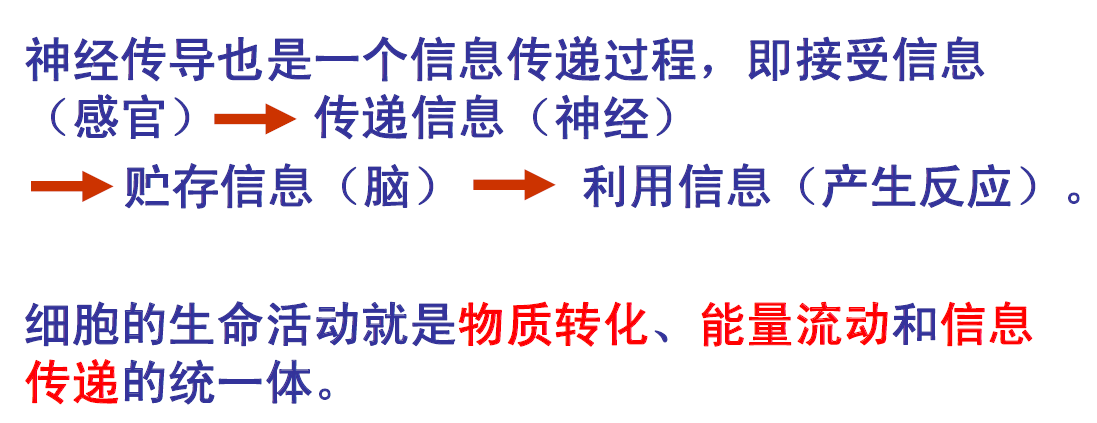 神经传导也是一个信息传递过程，即接受信息
（感官）→ 传递信息（神经）
→ 贮存信息（脑）→ 利用信息（产生反应）。
细胞的生命活动就是物质转化、能量流动和信息
传递的统一体。